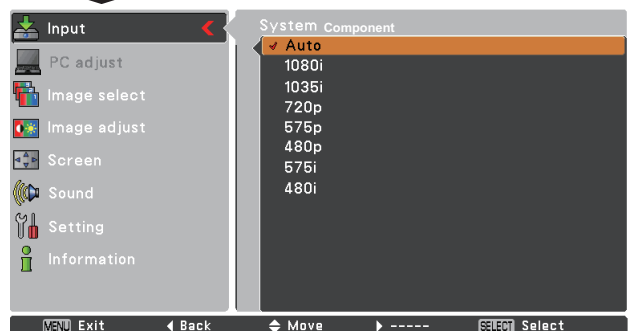 Input
PC adjust
Image select
Image adjust
Screen
Sound
Setting
Information
System Component
Auto
1080i
1035i
720p
575p
480p
575i
480i
MENU Exit Back Move ----- SELECT Select